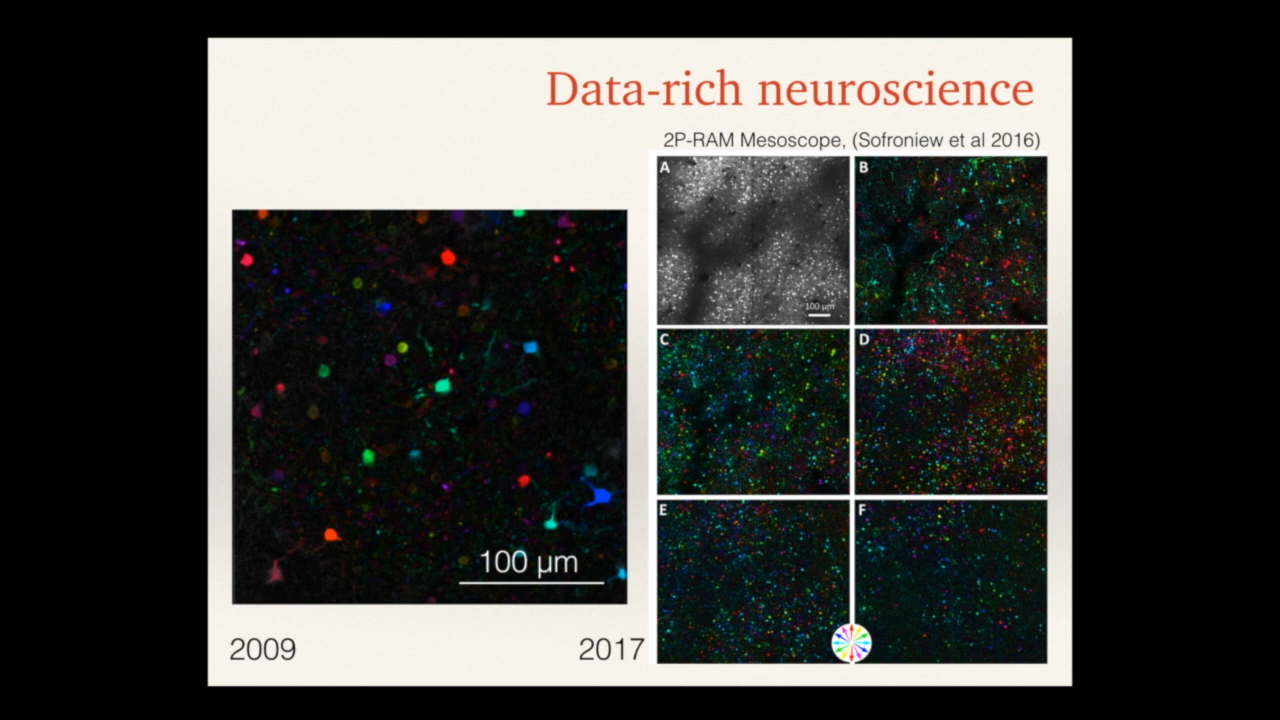 Data-rich neuroscience
2P-RAM Mesoscope, (Sofroniew et al 2016)
A
B
100 µm
C
D
E
F
100 µm
2009
2017